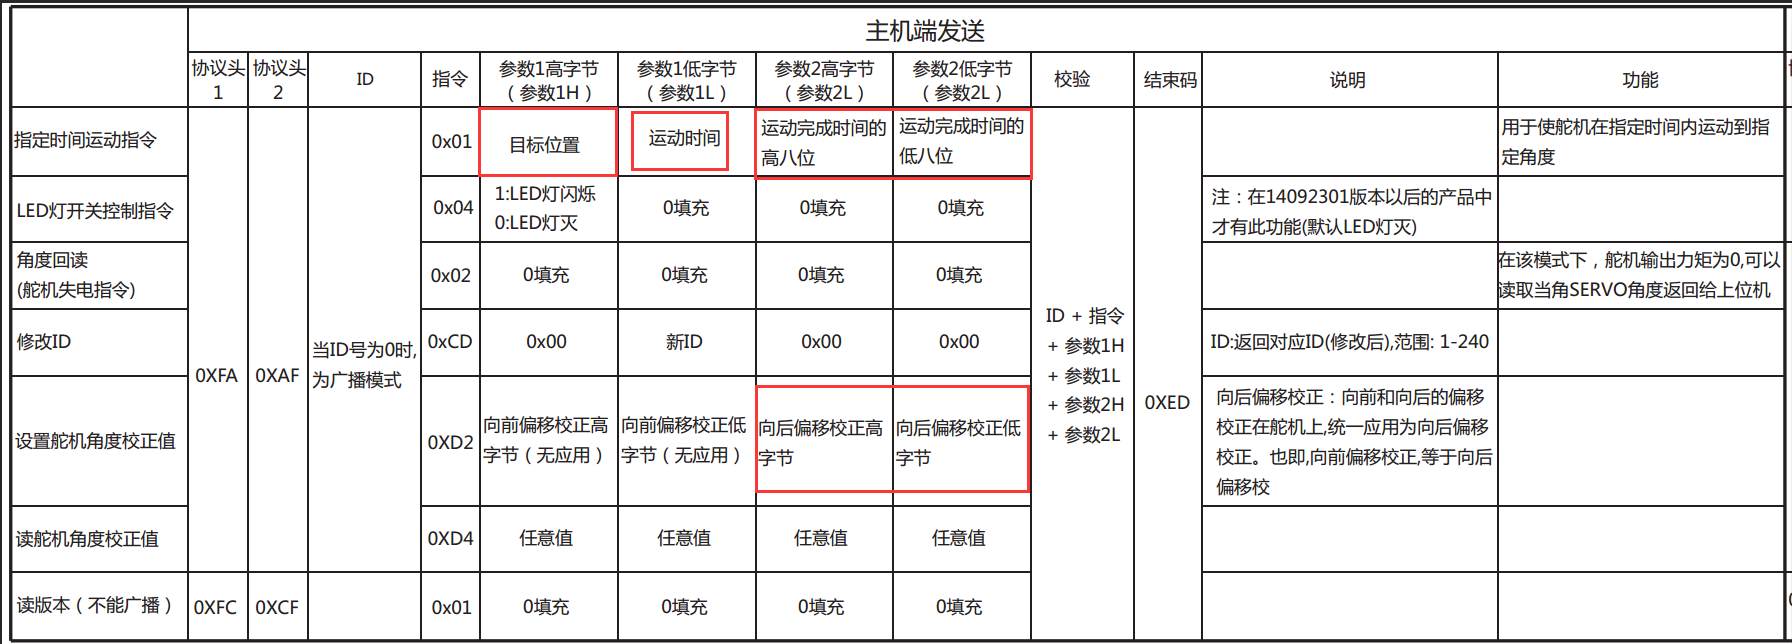 主机端发送
协议头
1
协议头
2
ID
指令
参数1高字节
（参数1H）
参数1低字节
（参数1L）
参数2高字节
（参数2L）
参数2低字节
（参数2L）
校验
结束码
说明
功能
指定时间运动指令
0x01
目标位置
运动时间
运动完成时间的
高八位
运动完成时间的
低八位
用于使舵机在指定时间内运动到指
定角度
LED灯开关控制指令
0x04
1:LED灯闪烁
0:LED灯灭
0填充
0填充
0填充
注：在14092301版本以后的产品中
才有此功能(默认LED灯灭)
角度回读
(舵机失电指令)
0x02
0填充
0填充
0填充
0填充
在该模式下，舵机输出力矩为0,可以
读取当角SERVO角度返回给上位机
修改ID
0XFA
0XAF
当ID号为0时,
为广播模式
0xCD
0x00
新ID
0x00
0x00
ID + 指令
+ 参数1H
+ 参数1L
+ 参数2H
+ 参数2L
0XED
ID:返回对应ID(修改后),范围: 1-240
设置舵机角度校正值
0XD2
向前偏移校正高
字节（无应用）
向前偏移校正低
字节（无应用）
向后偏移校正高
字节
向后偏移校正低
字节
向后偏移校正：向前和向后的偏移
校正在舵机上,统一应用为向后偏移
校正。也即,向前偏移校正,等于向后
偏移校
读舵机角度校正值
0XD4
任意值
任意值
任意值
任意值
读版本（不能广播）
0XFC
0XCF
0x01
0填充
0填充
0填充
0填充